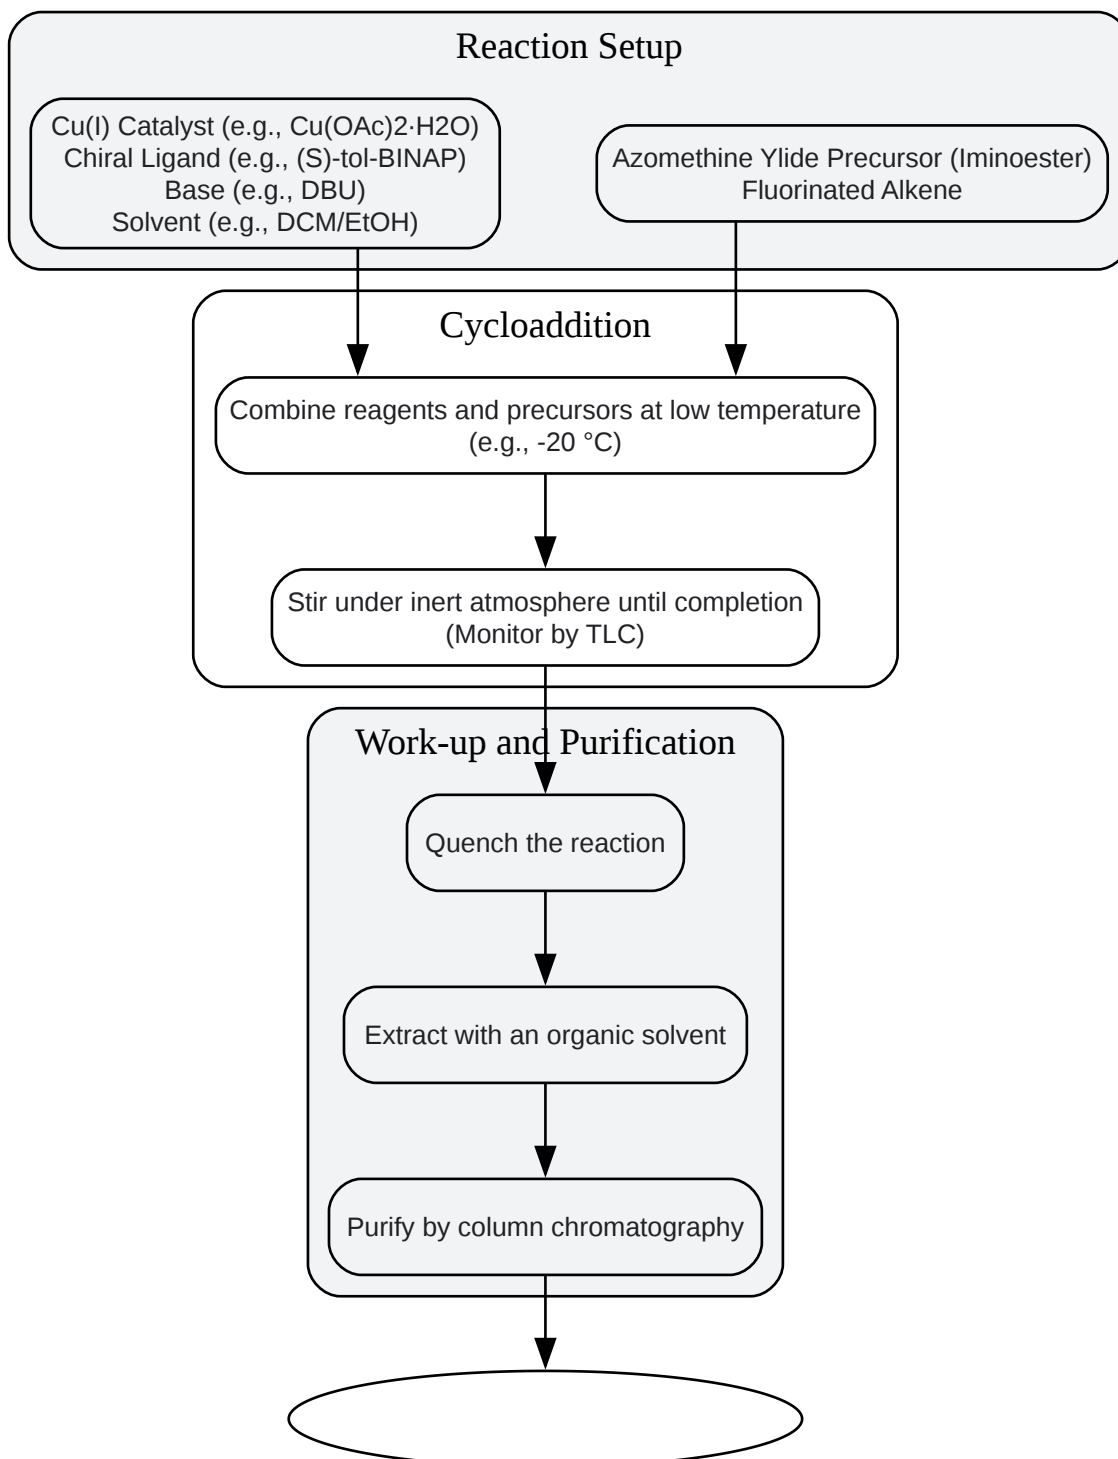 Reaction Setup
Cu(I) Catalyst (e.g., Cu(OAc)2·H2O)
Chiral Ligand (e.g., (S)-tol-BINAP)
Base (e.g., DBU)
Solvent (e.g., DCM/EtOH)
Azomethine Ylide Precursor (Iminoester)
Fluorinated Alkene
Cycloaddition
Combine reagents and precursors at low temperature
(e.g., -20 °C)
Stir under inert atmosphere until completion
(Monitor by TLC)
Work-up and Purification
Quench the reaction
Extract with an organic solvent
Purify by column chromatography